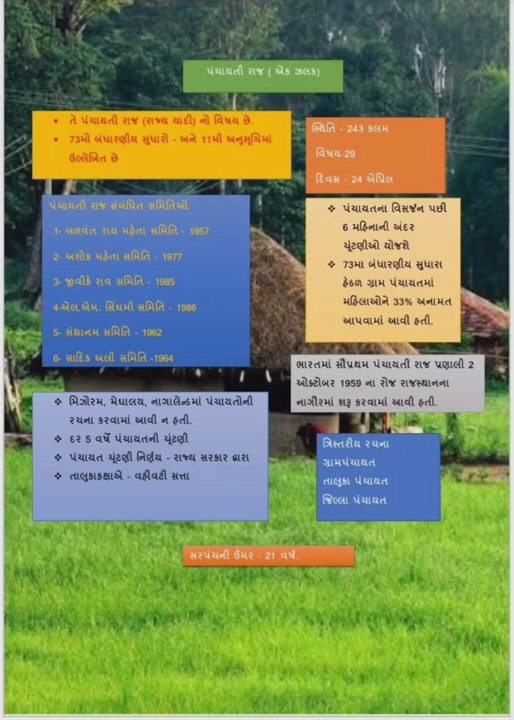 પંચાયતી રાજ ( એક ઝલક)
• તે પંચાયતી રાજ (રાજ્ય યાદી) નો વિષય છે.
• 73મો બંધારણીય સુધારો - અને 11મી અનુસૂચિમાં
ઉલ્લેખિત છે
સ્થિતિ - 243 કલમ
વિષય-29
દિવસ - 24 એપ્રિલ
પંચાયતી રાજ સંબંધિત સમિતિઓ.
1- બળવંત રાય મહેતા સમિતિ - 1957
2- અશોક મહેતા સમિતિ - 1977
3- જીવીકે રાવ સમિતિ - 1985
4-એલ.એમ. સિંઘમી સમિતિ - 1986
5- સંથાનમ સમિતિ - 1962
6- સાદિક અલી સમિતિ -1964
❖ પંચાયતના વિસર્જન પછી
6 મહિનાની અંદર
ચૂંટણીઓ યોજાશે
❖ 73મા બંધારણીય સુધારા
હેઠળ ગ્રામ પંચાયતમાં
મહિલાઓને 33% અનામત
આપવામાં આવી હતી.
ભારતમાં સૌપ્રથમ પંચાયતી રાજ પ્રણાલી 2
ઓક્ટોબર 1959 ના રોજ રાજસ્થાનના
નાગૌરમાં શરૂ કરવામાં આવી હતી.
❖ મિઝોરમ, મેઘાલય, નાગાલેન્ડમાં પંચાયતોની
રચના કરવામાં આવી ન હતી.
❖ દર 5 વર્ષે પંચાયતની ચૂંટણી
❖ પંચાયત ચૂંટણી નિર્ણય - રાજ્ય સરકાર દ્વારા
❖ તાલુકાકક્ષાએ - વહીવટી સત્તા
ત્રિસ્તરીય રચના
ગ્રામપંચાયત
તાલુકા પંચાયત
જિલ્લા પંચાયત
સરપંચની ઉંમર - 21 વર્ષ.